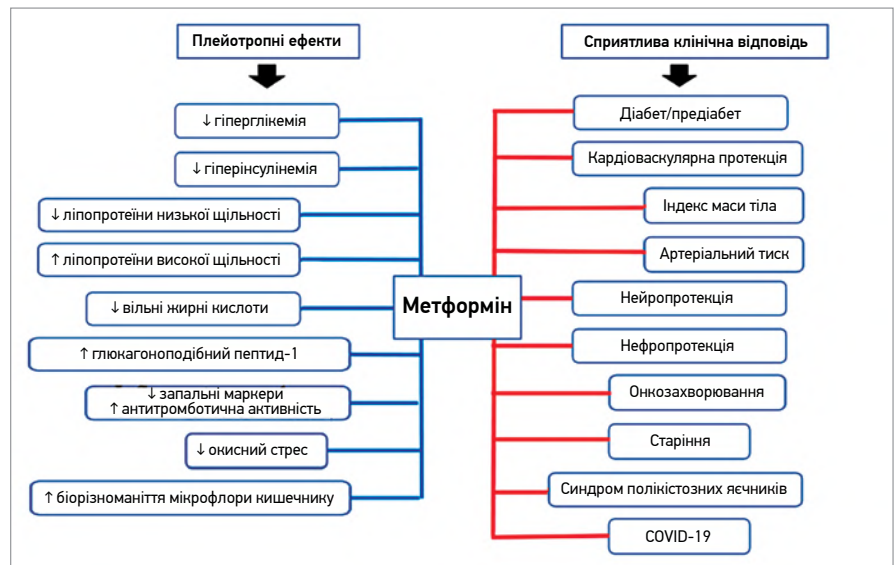 Плейотропні ефекти
↓ гіперглікемія
↓ гіперінсулінемія
↓ ліпопротеїни низької щільності
↑ ліпопротеїни високої щільності
↓ вільні жирні кислоти
↑ глюкагоноподібний пептид-1
↓ запальні маркери
↑ антитромботична активність
↓ окисний стрес
↑ біорізноманіття мікрофлори кишечнику
Метформін
Сприятлива клінічна відповідь
Діабет/предіабет
Кардіоваскулярна протекція
Індекс маси тіла
Артеріальний тиск
Нейропротекція
Нефропротекція
Онкозахворювання
Старіння
Синдром полікістозних яєчників
COVID-19